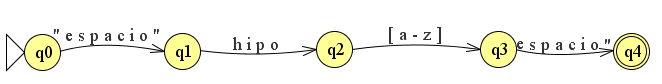 "espacio"
hipo
[a-z]
espacio"
q0
q1
q2
q3
q4